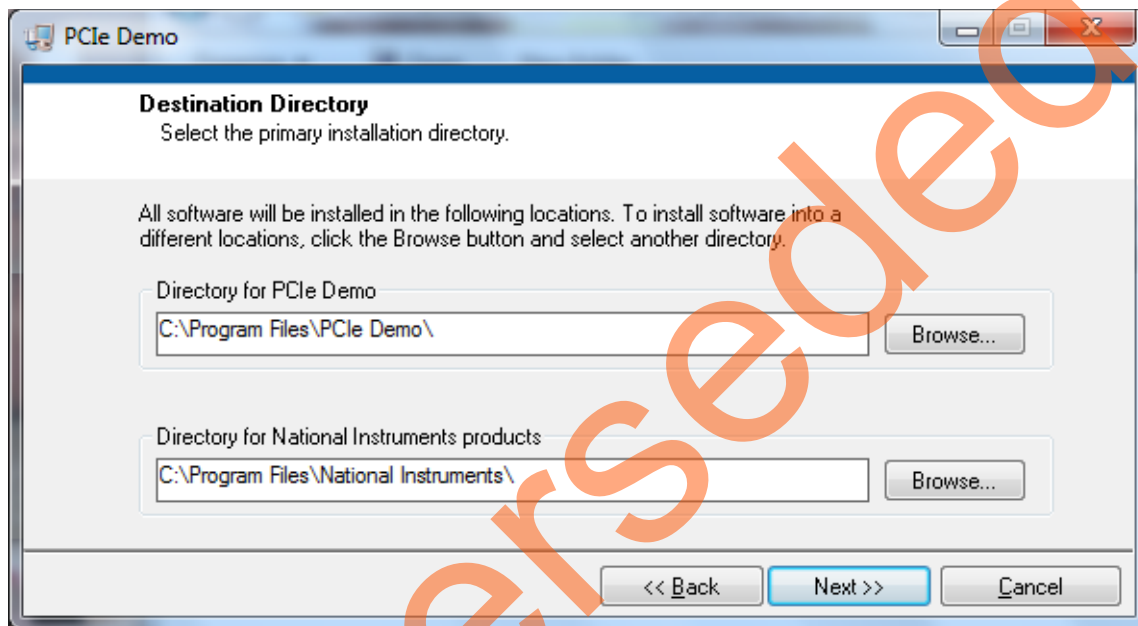 PCIe Demo
Destination Directory
Select the primary installation directory.
All software will be installed in the following locations. To install software into a
different locations, click the Browse button and select another directory.
Directory for PCIe Demo
C:\Program Files\PCIe Demo\
Browse...
Directory for National Instruments products
C:\Program Files\National Instruments\
Browse...
<< Back
Next >>
Cancel
erseded